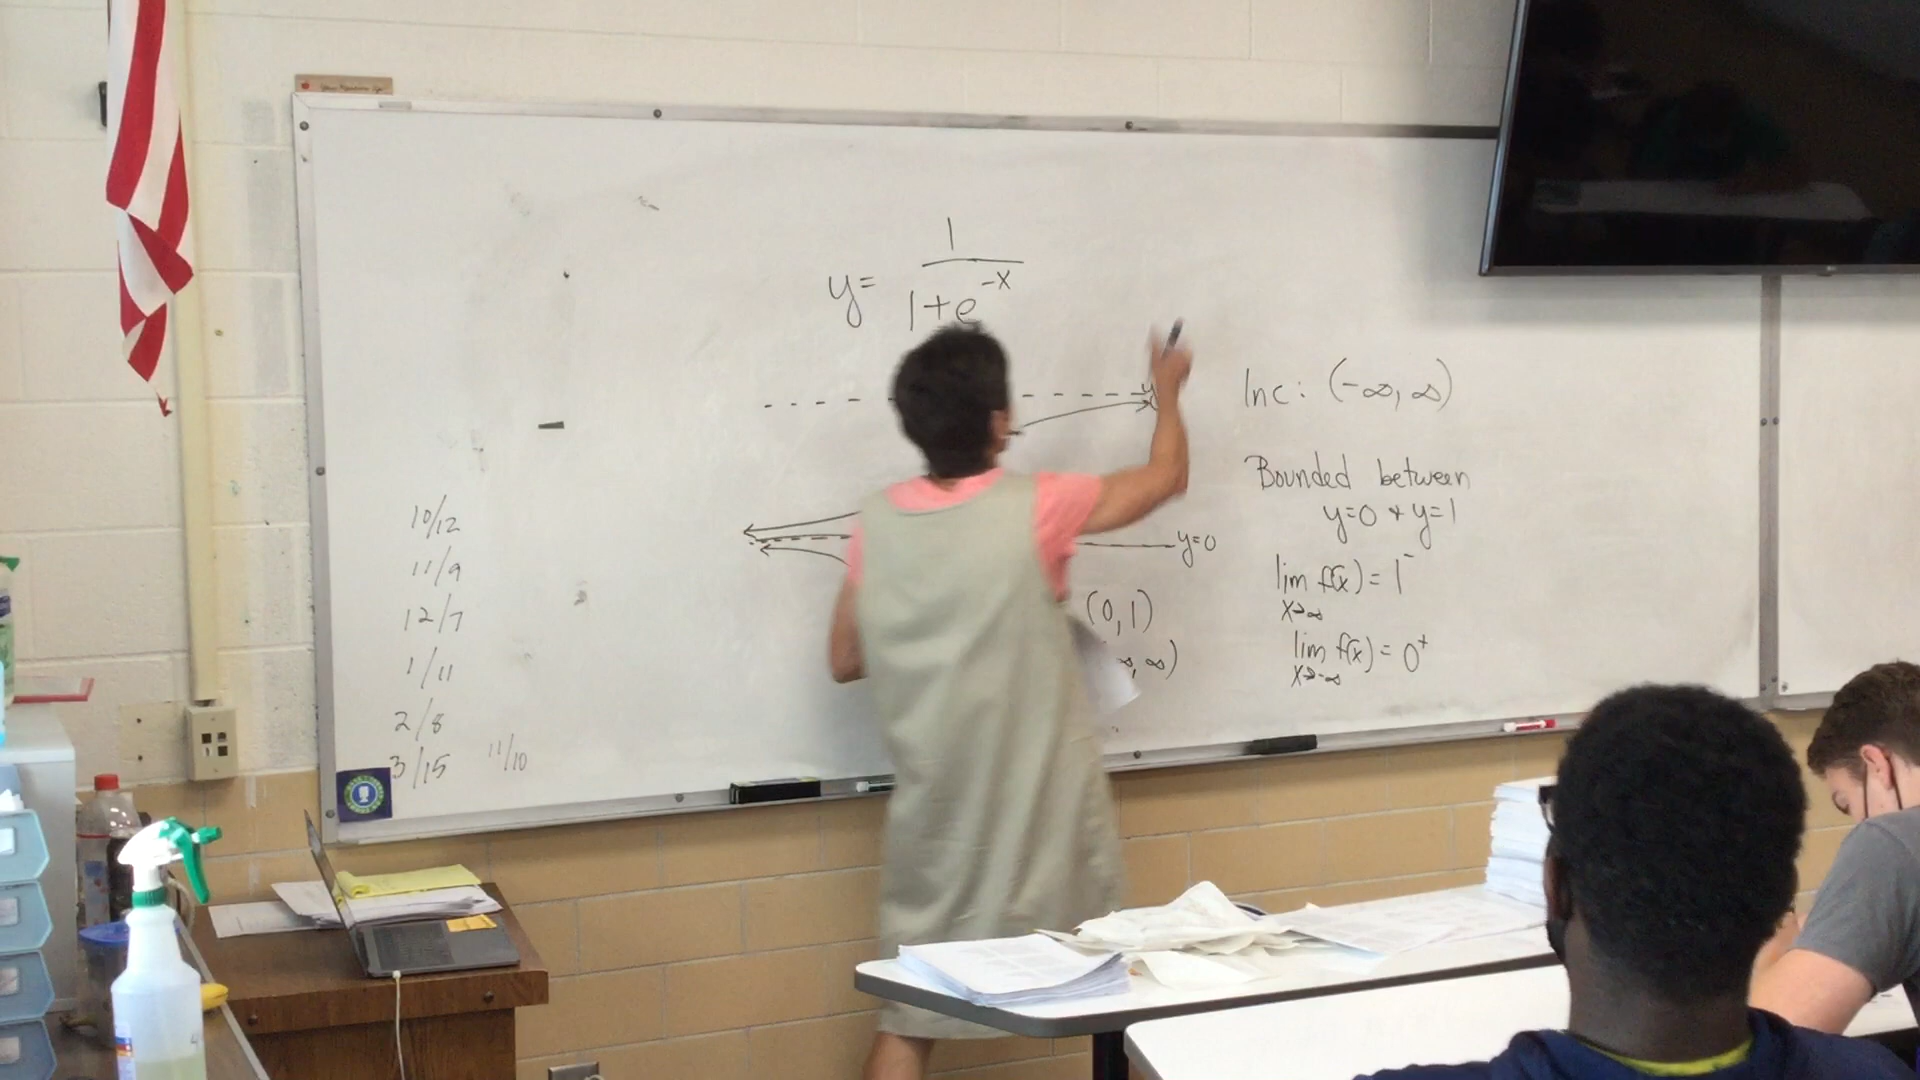 y = 1/(1+e^-x)
y
Inc: (-∞, ∞)
Bounded between
y=0 + y=1
y=0
lim f(x) = 1^-
x→∞
lim f(x) = 0^+
x→-∞
(0,1)
∞, ∞)
10/12
11/9
12/7
1/11
2/8
3/15 11/10